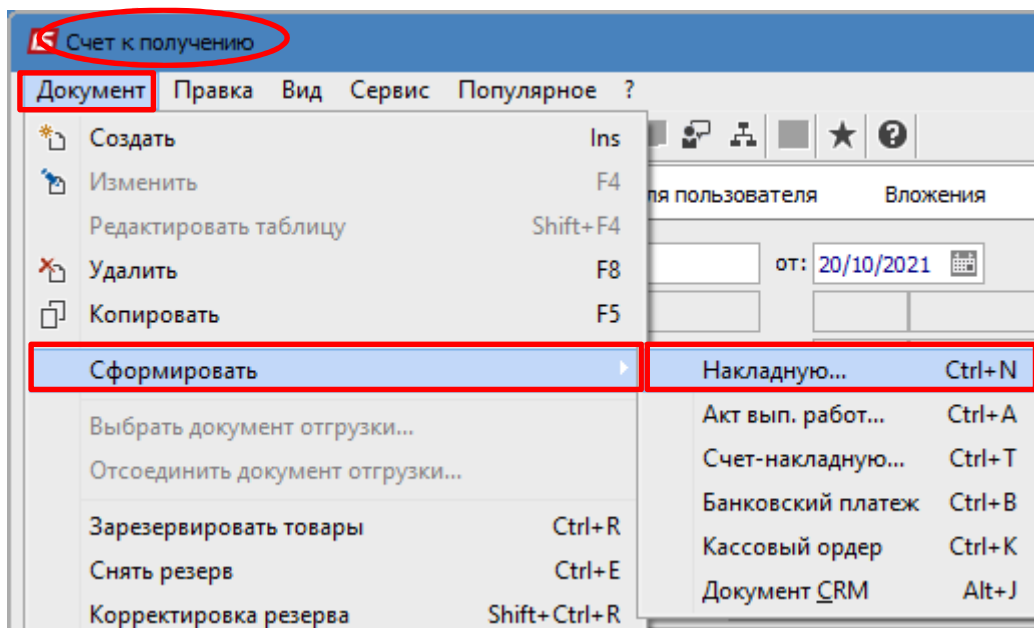 Счет к получению
Документ Правка Вид Сервис Популярное ?
Создать Ins
Изменить F4
ля пользователя Вложения
Редактировать таблицу Shift+F4
Удалить F8
от: 20/10/2021
Копировать F5
Сформировать
Накладную... Ctrl+N
Акт вып. работ... Ctrl+A
Выбрать документ отгрузки...
Счет-накладную... Ctrl+T
Отсоединить документ отгрузки...
Банковский платеж Ctrl+B
Зарезервировать товары Ctrl+R
Кассовый ордер Ctrl+K
Снять резерв Ctrl+E
Документ CRM Alt+J
Корректировка резерва Shift+Ctrl+R